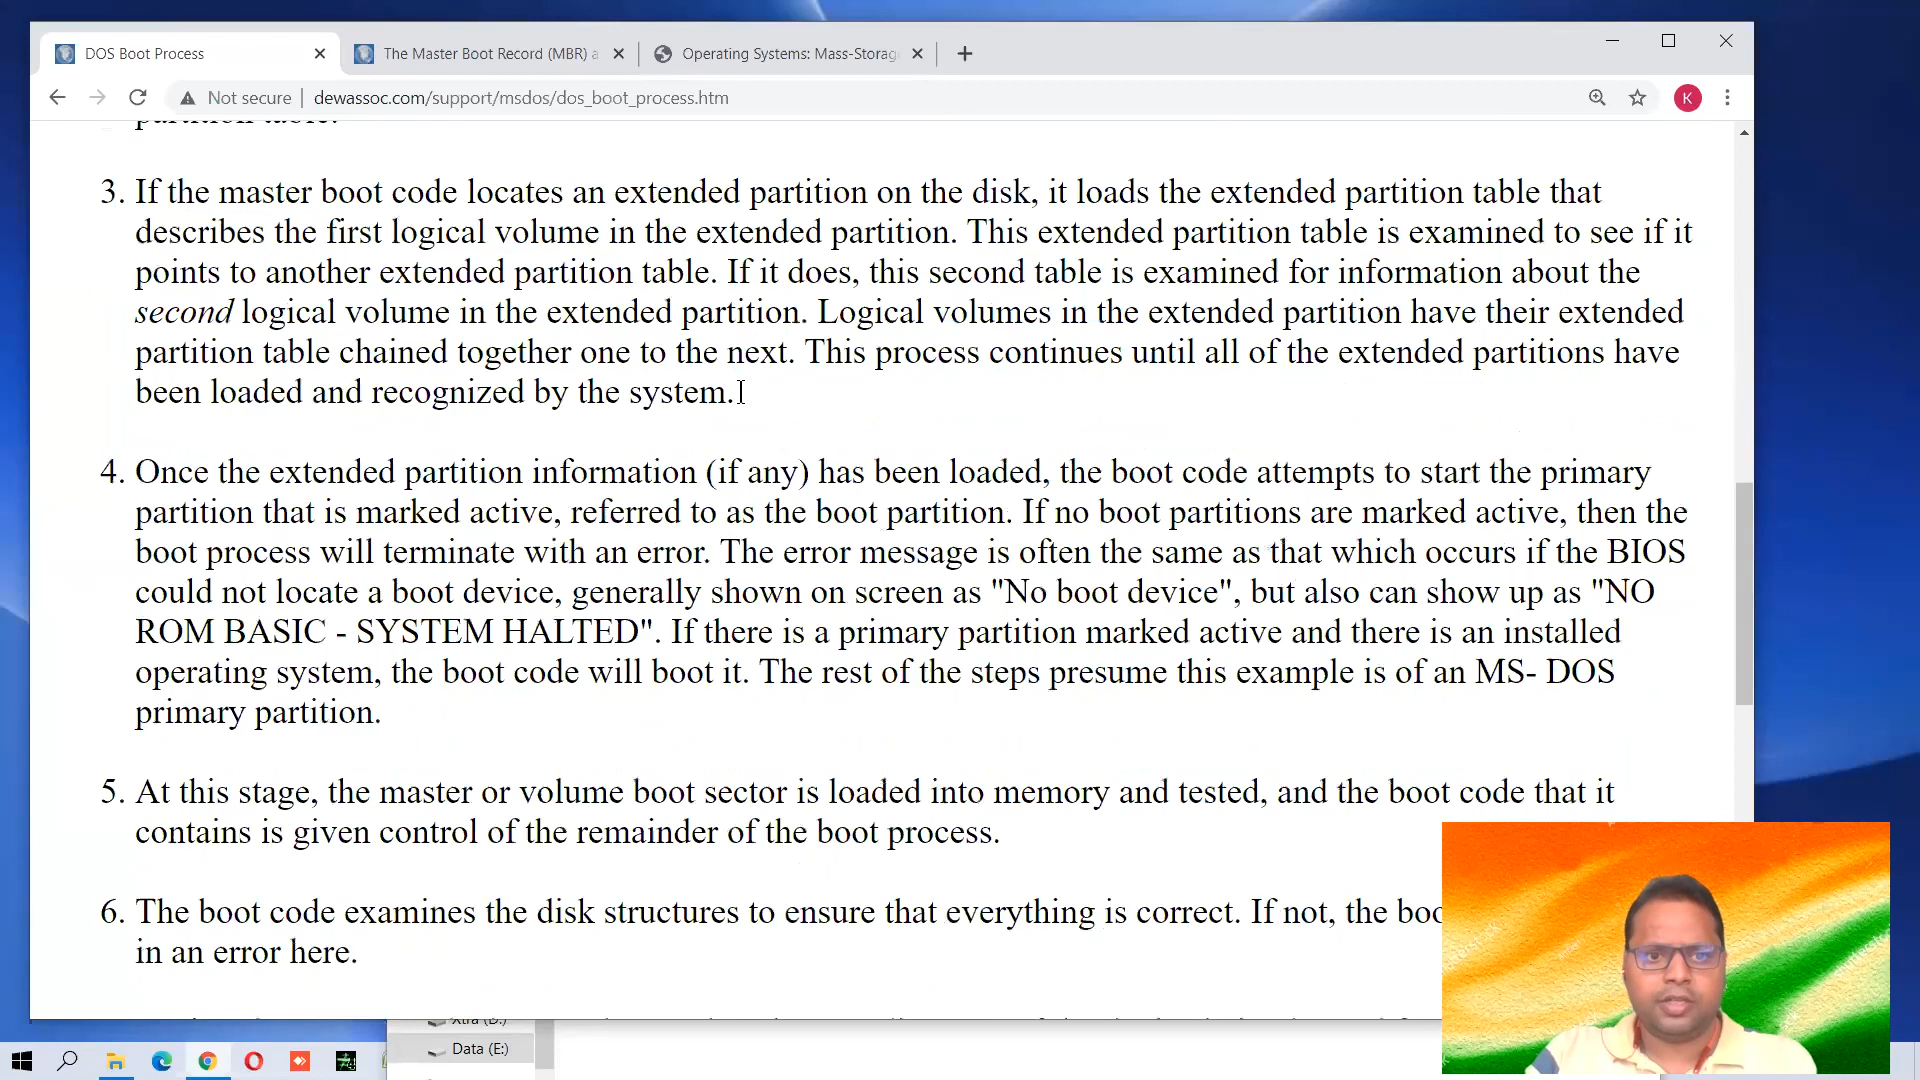 DOS Boot Process
The Master Boot Record (MBR) a
Operating Systems: Mass-Storag
Not secure
dewassoc.com/support/msdos/dos_boot_process.htm
K
partition table.
3. If the master boot code locates an extended partition on the disk, it loads the extended partition table that
describes the first logical volume in the extended partition. This extended partition table is examined to see if it
points to another extended partition table. If it does, this second table is examined for information about the
second logical volume in the extended partition. Logical volumes in the extended partition have their extended
partition table chained together one to the next. This process continues until all of the extended partitions have
been loaded and recognized by the system.
4. Once the extended partition information (if any) has been loaded, the boot code attempts to start the primary
partition that is marked active, referred to as the boot partition. If no boot partitions are marked active, then the
boot process will terminate with an error. The error message is often the same as that which occurs if the BIOS
could not locate a boot device, generally shown on screen as "No boot device", but also can show up as "NO
ROM BASIC - SYSTEM HALTED". If there is a primary partition marked active and there is an installed
operating system, the boot code will boot it. The rest of the steps presume this example is of an MS- DOS
primary partition.
5. At this stage, the master or volume boot sector is loaded into memory and tested, and the boot code that it
contains is given control of the remainder of the boot process.
6. The boot code examines the disk structures to ensure that everything is correct. If not, the boo
in an error here.
Xtra (D:)
Data (E:)